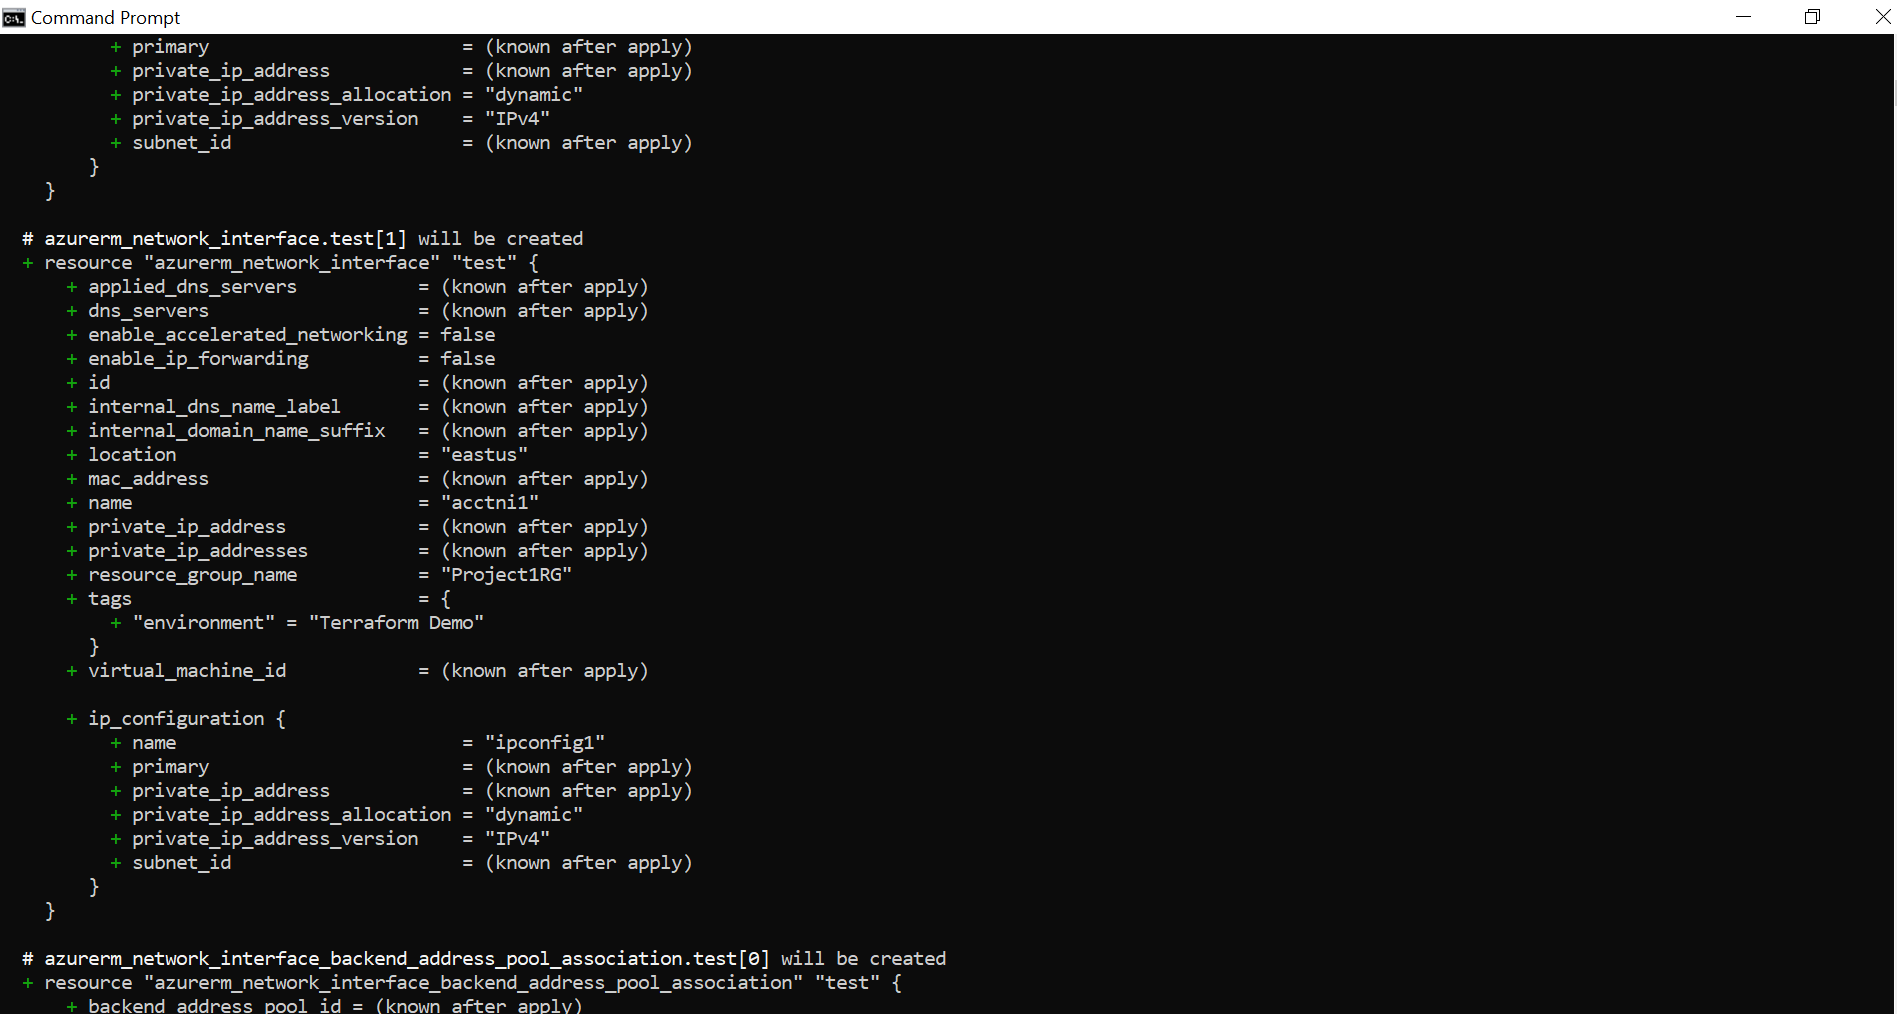 Command Prompt
+ primary = (known after apply)
+ private_ip_address = (known after apply)
+ private_ip_address_allocation = "dynamic"
+ private_ip_address_version = "IPv4"
+ subnet_id = (known after apply)
}
}
# azurerm_network_interface.test[1] will be created
+ resource "azurerm_network_interface" "test" {
+ applied_dns_servers = (known after apply)
+ dns_servers = (known after apply)
+ enable_accelerated_networking = false
+ enable_ip_forwarding = false
+ id = (known after apply)
+ internal_dns_name_label = (known after apply)
+ internal_domain_name_suffix = (known after apply)
+ location = "eastus"
+ mac_address = (known after apply)
+ name = "acctni1"
+ private_ip_address = (known after apply)
+ private_ip_addresses = (known after apply)
+ resource_group_name = "Project1RG"
+ tags = {
+ "environment" = "Terraform Demo"
}
+ virtual_machine_id = (known after apply)
+ ip_configuration {
+ name = "ipconfig1"
+ primary = (known after apply)
+ private_ip_address = (known after apply)
+ private_ip_address_allocation = "dynamic"
+ private_ip_address_version = "IPv4"
+ subnet_id = (known after apply)
}
}
# azurerm_network_interface_backend_address_pool_association.test[0] will be created
+ resource "azurerm_network_interface_backend_address_pool_association" "test" {
+ backend_address_pool_id = (known after apply)